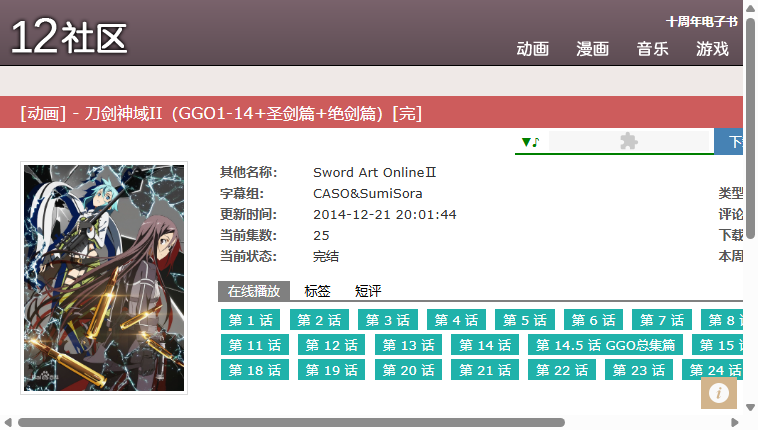 十周年电子书
12社区
动画 漫画 音乐 游戏
[动画] - 刀剑神域II（GGO1-14+圣剑篇+绝剑篇）[完]
▼♪ 下
其他名称: Sword Art OnlineⅡ
字幕组: CASO&SumiSora 类型
更新时间: 2014-12-21 20:01:44 评论
当前集数: 25 下载
当前状态: 完结 本周
在线播放 标签 短评
第 1 话 第 2 话 第 3 话 第 4 话 第 5 话 第 6 话 第 7 话 第 8
第 11 话 第 12 话 第 13 话 第 14 话 第 14.5 话 GGO总集篇 第 15
第 18 话 第 19 话 第 20 话 第 21 话 第 22 话 第 23 话 第 24